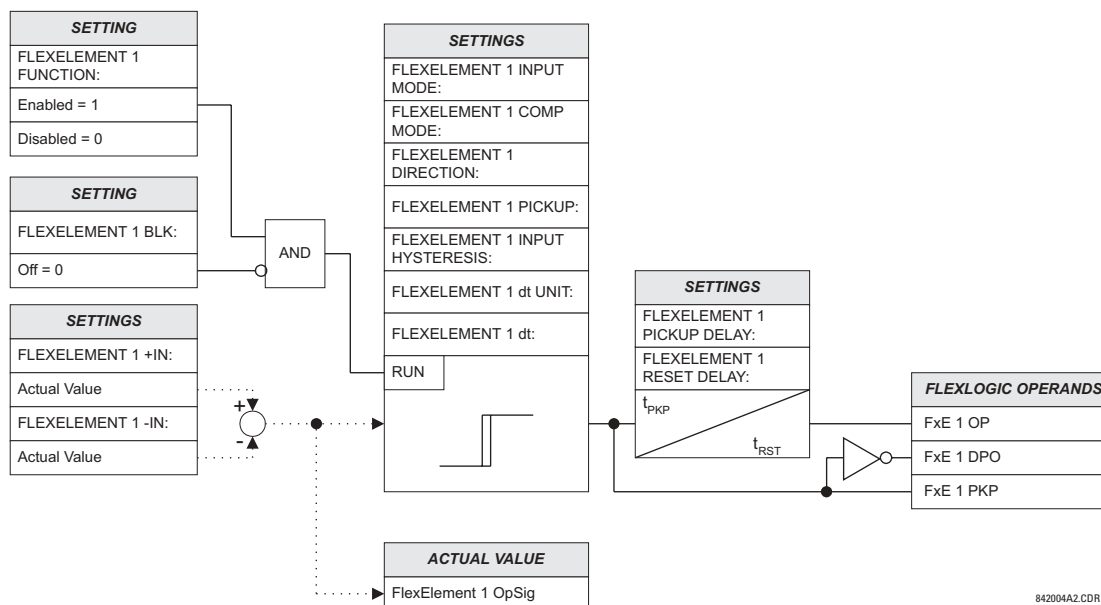 SETTING
FLEXELEMENT 1
FUNCTION:
Enabled = 1
Disabled = 0
SETTING
FLEXELEMENT 1 BLK:
Off = 0
SETTINGS
FLEXELEMENT 1 +IN:
Actual Value
FLEXELEMENT 1 -IN:
Actual Value
+
-
AND
SETTINGS
FLEXELEMENT 1 INPUT
MODE:
FLEXELEMENT 1 COMP
MODE:
FLEXELEMENT 1
DIRECTION:
FLEXELEMENT 1 PICKUP:
FLEXELEMENT 1 INPUT
HYSTERESIS:
FLEXELEMENT 1 dt UNIT:
FLEXELEMENT 1 dt:
RUN
ACTUAL VALUE
FlexElement 1 OpSig
SETTINGS
FLEXELEMENT 1
PICKUP DELAY:
FLEXELEMENT 1
RESET DELAY:
tPKP
tRST
FLEXLOGIC OPERANDS
FxE 1 OP
FxE 1 DPO
FxE 1 PKP
842004A2.CDR